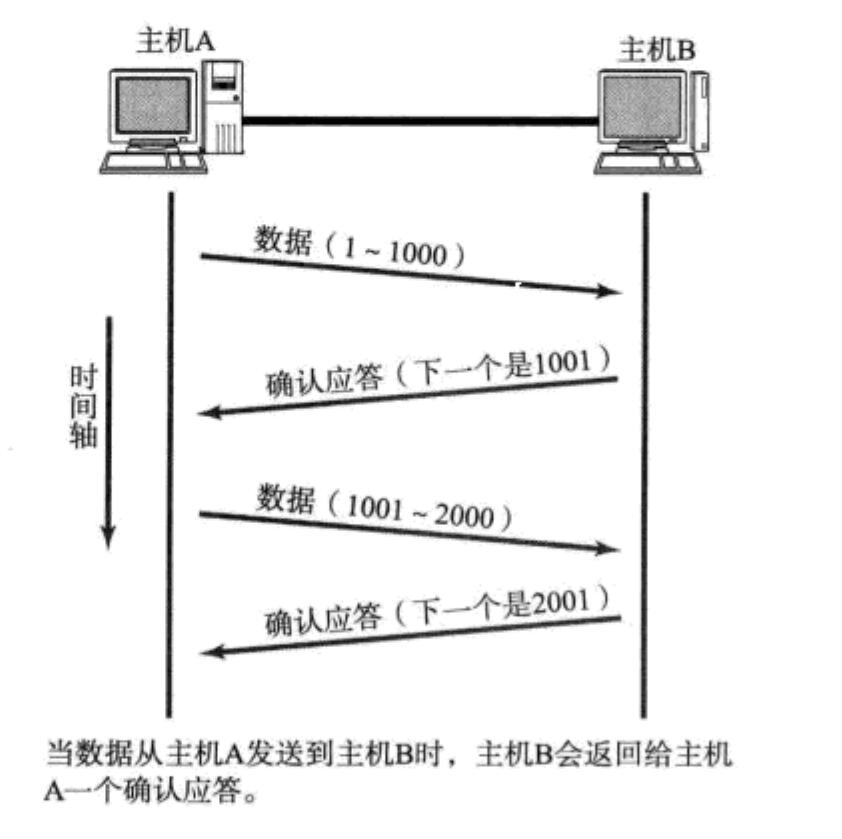 主机A
主机B
数据（1~1000）
确认应答（下一个是1001）
时间轴
数据（1001~2000）
确认应答（下一个是2001）
当数据从主机A发送到主机B时，主机B会返回给主机
A一个确认应答。